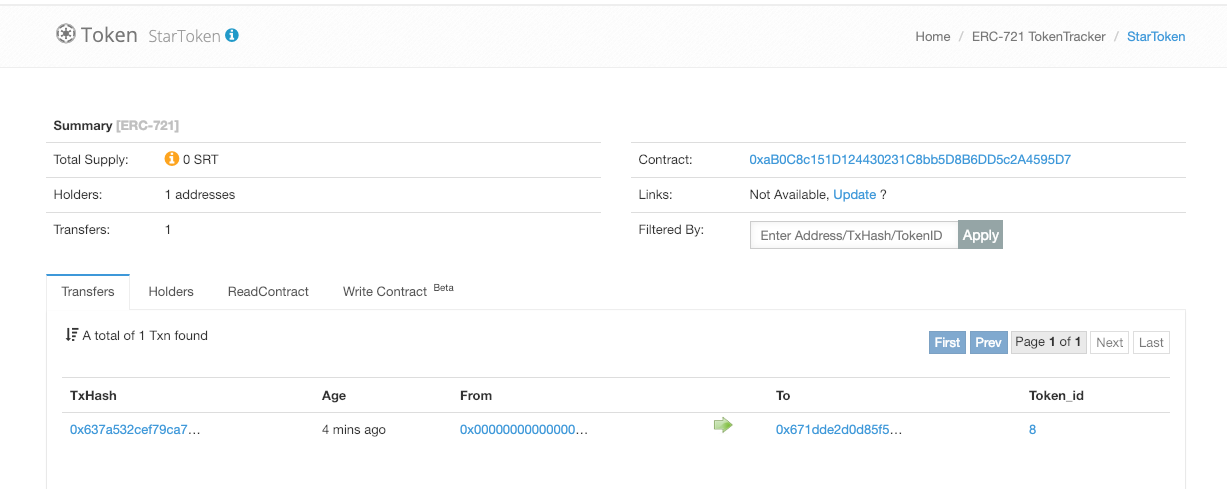 Token StarToken
Home / ERC-721 TokenTracker / StarToken
Summary [ERC-721]
Total Supply: 0 SRT
Contract: 0xaB0C8c151D124430231C8bb5D8B6DD5c2A4595D7
Holders: 1 addresses
Links: Not Available, Update ?
Transfers: 1
Filtered By: Enter Address/TxHash/TokenID Apply
Transfers Holders ReadContract Write Contract Beta
A total of 1 Txn found
First Prev Page 1 of 1 Next Last
TxHash Age From To Token_id
0x637a532cef79ca7... 4 mins ago 0x00000000000000... 0x671dde2d0d85f5... 8